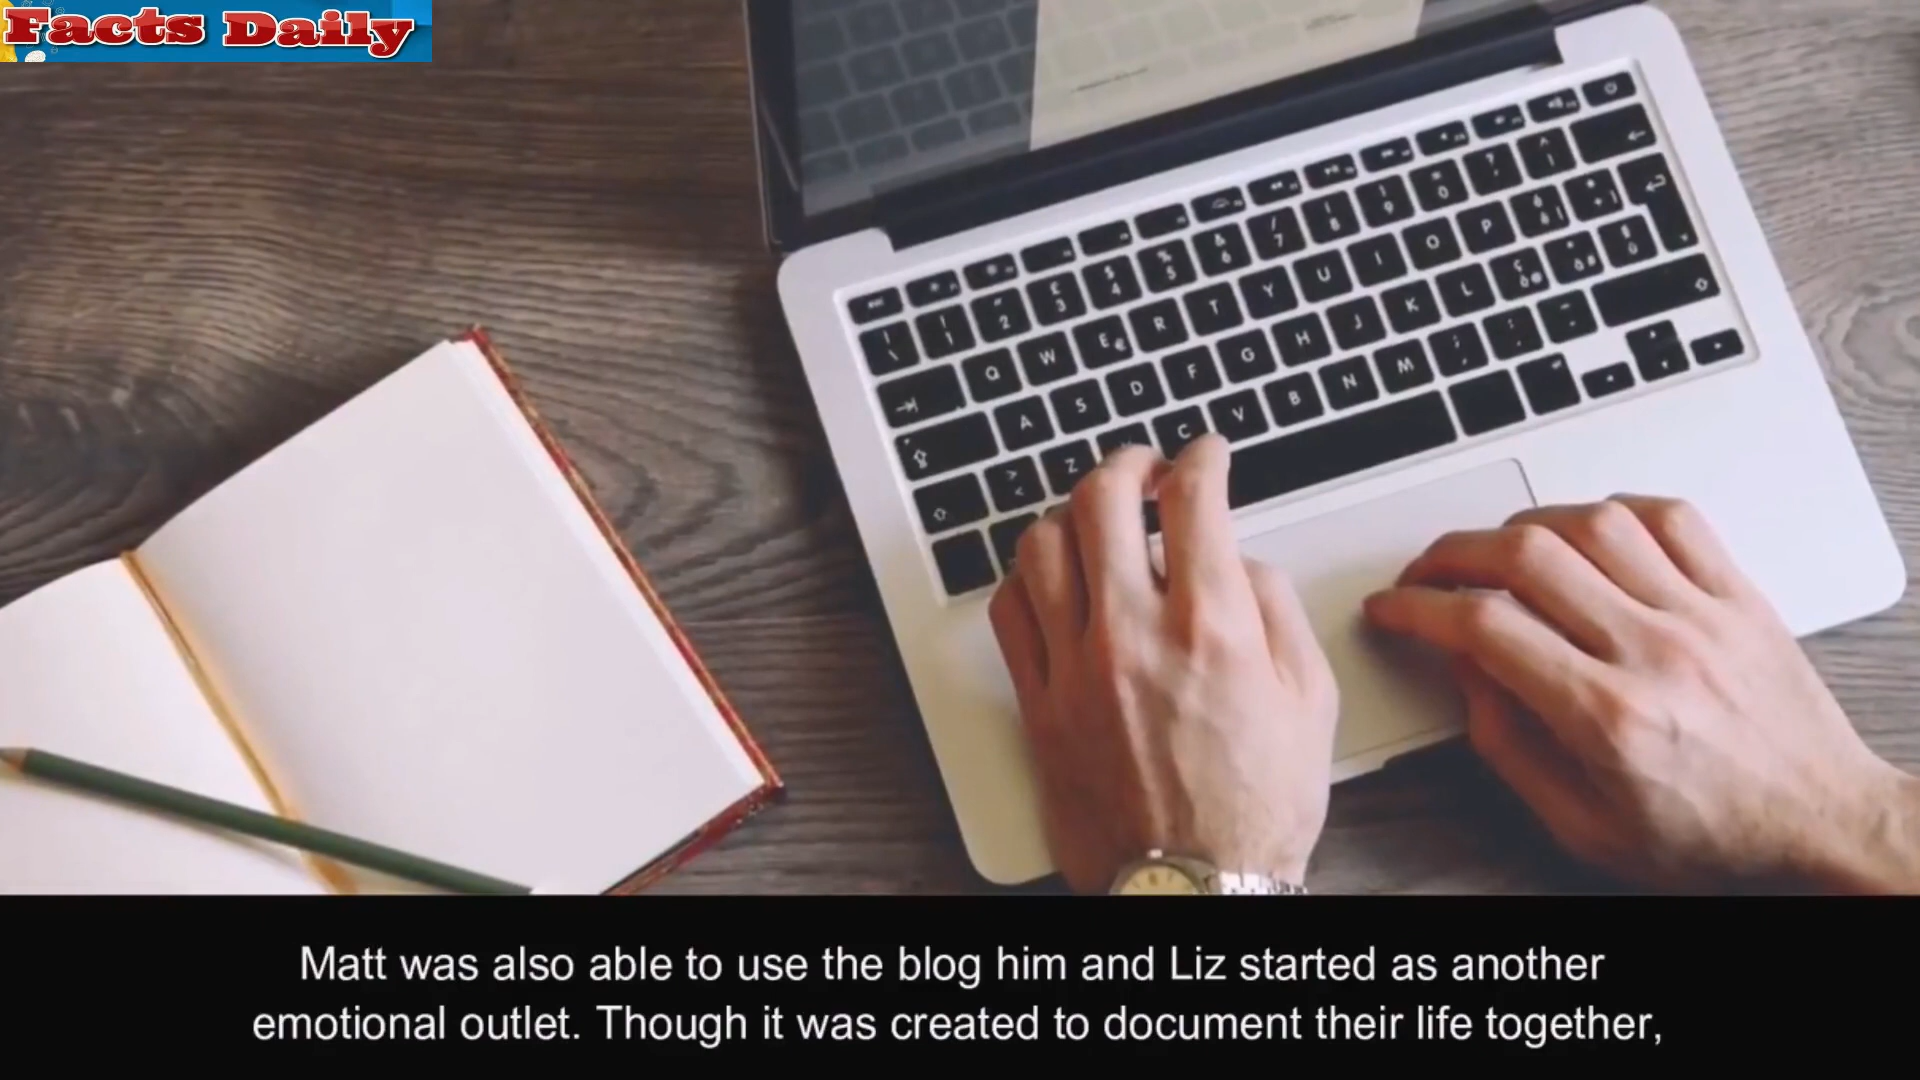 Facts Daily
Matt was also able to use the blog him and Liz started as another
emotional outlet. Though it was created to document their life together,